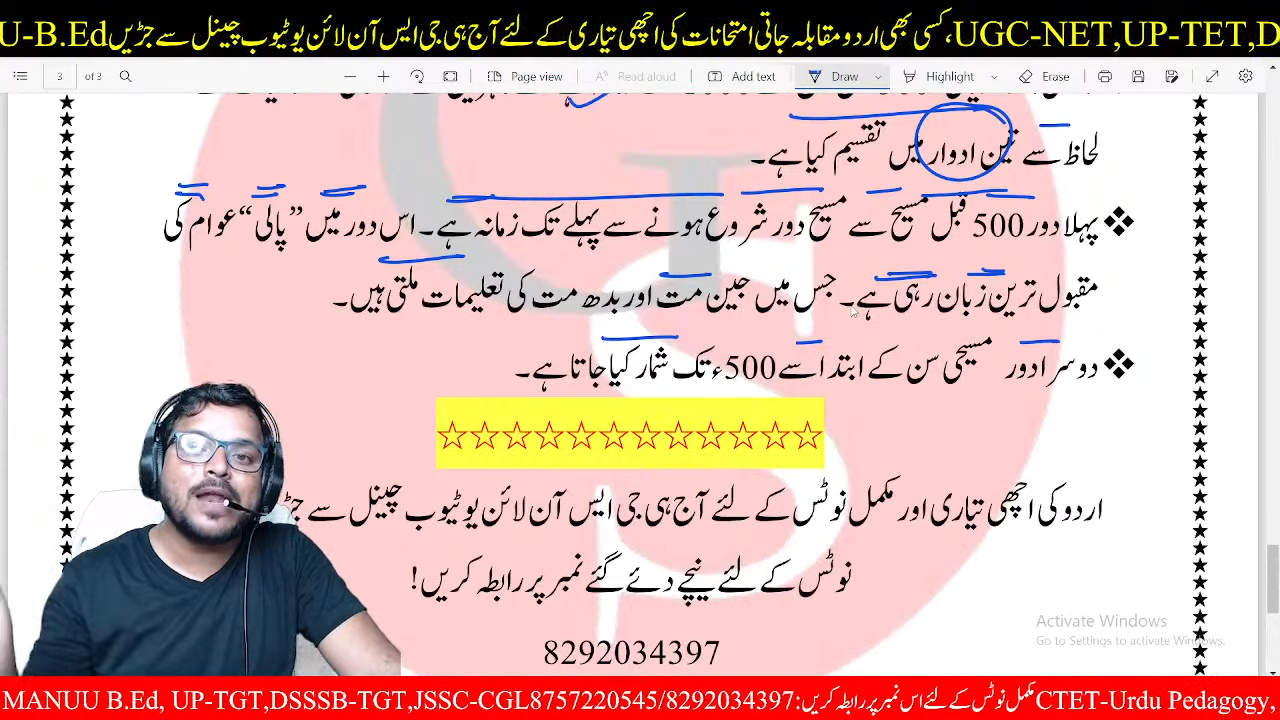 U-B.Ed کسی بھی اردو مقابلہ جاتی امتحانات کی اچھی تیاری کے لئے آج ہی جی ایس آن لائن یوٹیوب چینل سے جڑیں، UGC-NET,UP-TET,D
3 of 3 Page view Read aloud Add text Draw Highlight Erase
لحاظ سے تین ادوار میں تقسیم کیا ہے۔
❖ پہلا دور 500 قبل مسیح سے مسیح دور شروع ہونے سے پہلے تک زمانہ ہے۔ اس دور میں ”پالی“ عوام کی
مقبول ترین زبان رہی ہے۔ جس میں جین مت اور بدھ مت کی تعلیمات ملتی ہیں۔
❖ دوسرا دور مسیحی سن کے ابتدا سے 500ء تک شمار کیا جاتا ہے۔
☆☆☆☆☆☆☆☆☆☆☆☆
اردو کی اچھی تیاری اور مکمل نوٹس کے لئے آج ہی جی ایس آن لائن یوٹیوب چینل سے
نوٹس کے لئے نیچے دئے گئے نمبر پر رابطہ کریں!
8292034397
Activate Windows
Go to Settings to activate Windows.
MANUU B.Ed, UP-TGT,DSSSB-TGT,JSSC-CGL8757220545/8292034397:مکمل نوٹس کے لئے اس نمبر پر رابطہ کریں CTET-Urdu Pedagogy,